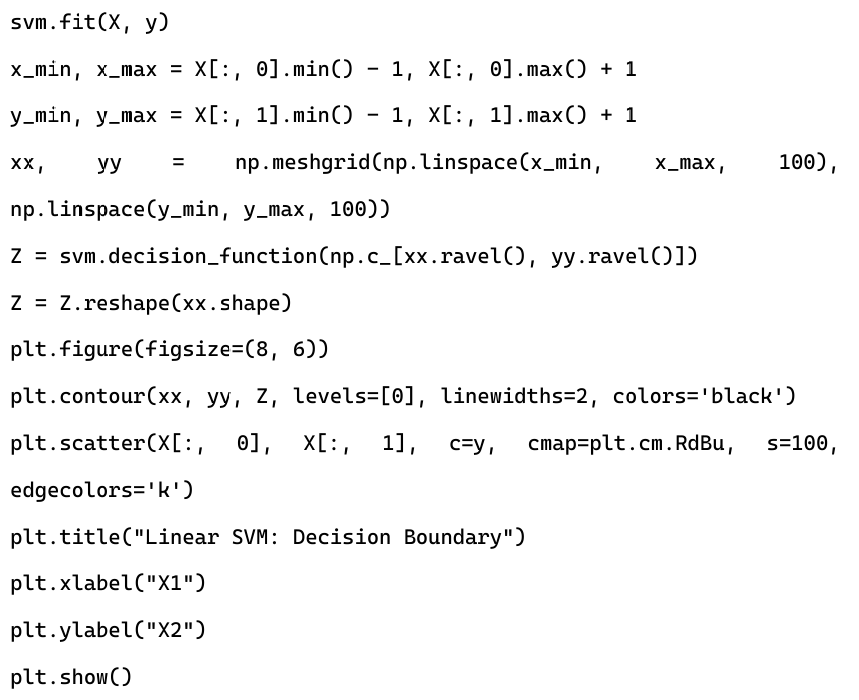 svm.fit(X, y)
x_min, x_max = X[:, 0].min() - 1, X[:, 0].max() + 1
y_min, y_max = X[:, 1].min() - 1, X[:, 1].max() + 1
xx, yy = np.meshgrid(np.linspace(x_min, x_max, 100),
np.linspace(y_min, y_max, 100))
Z = svm.decision_function(np.c_[xx.ravel(), yy.ravel()])
Z = Z.reshape(xx.shape)
plt.figure(figsize=(8, 6))
plt.contour(xx, yy, Z, levels=[0], linewidths=2, colors='black')
plt.scatter(X[:, 0], X[:, 1], c=y, cmap=plt.cm.RdBu, s=100,
edgecolors='k')
plt.title("Linear SVM: Decision Boundary")
plt.xlabel("X1")
plt.ylabel("X2")
plt.show()